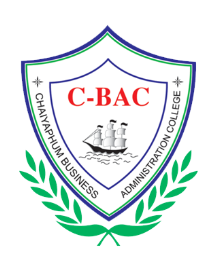 C-BAC
CHAIYAPHUM BUSINESS
ADMINISTRATION COLLEGE